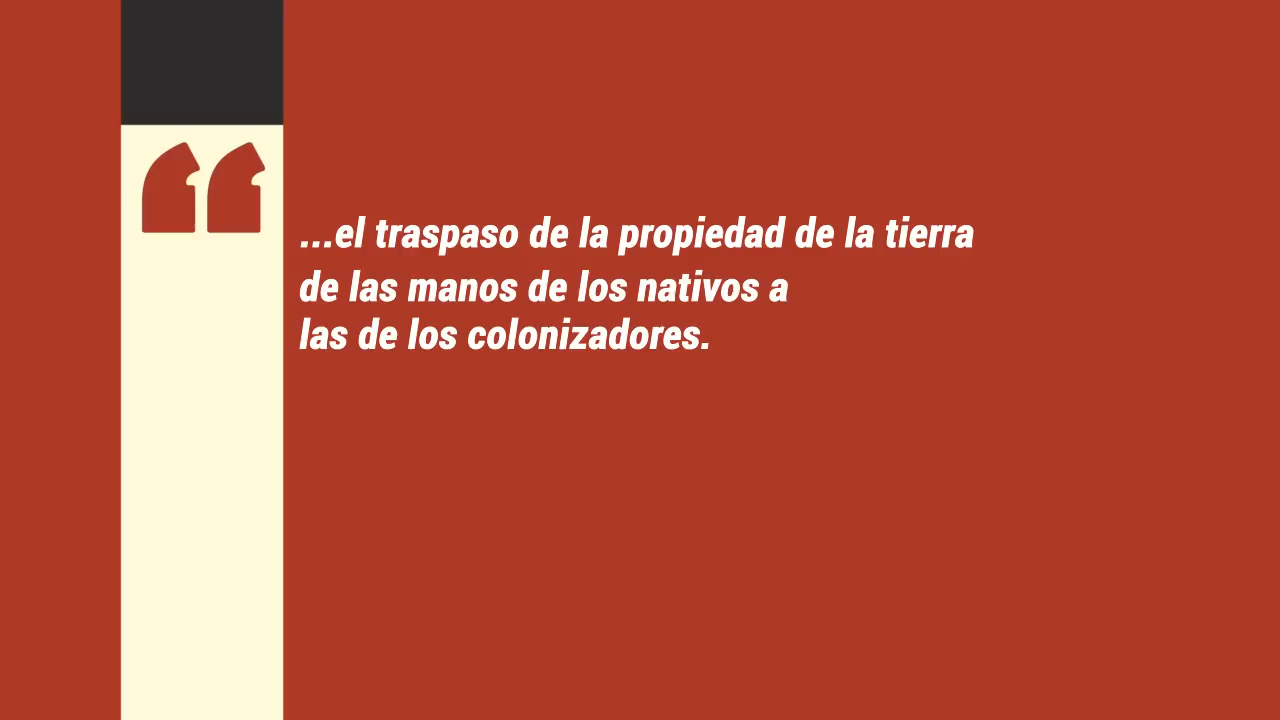 ...el traspaso de la propiedad de la tierra
de las manos de los nativos a
las de los colonizadores.